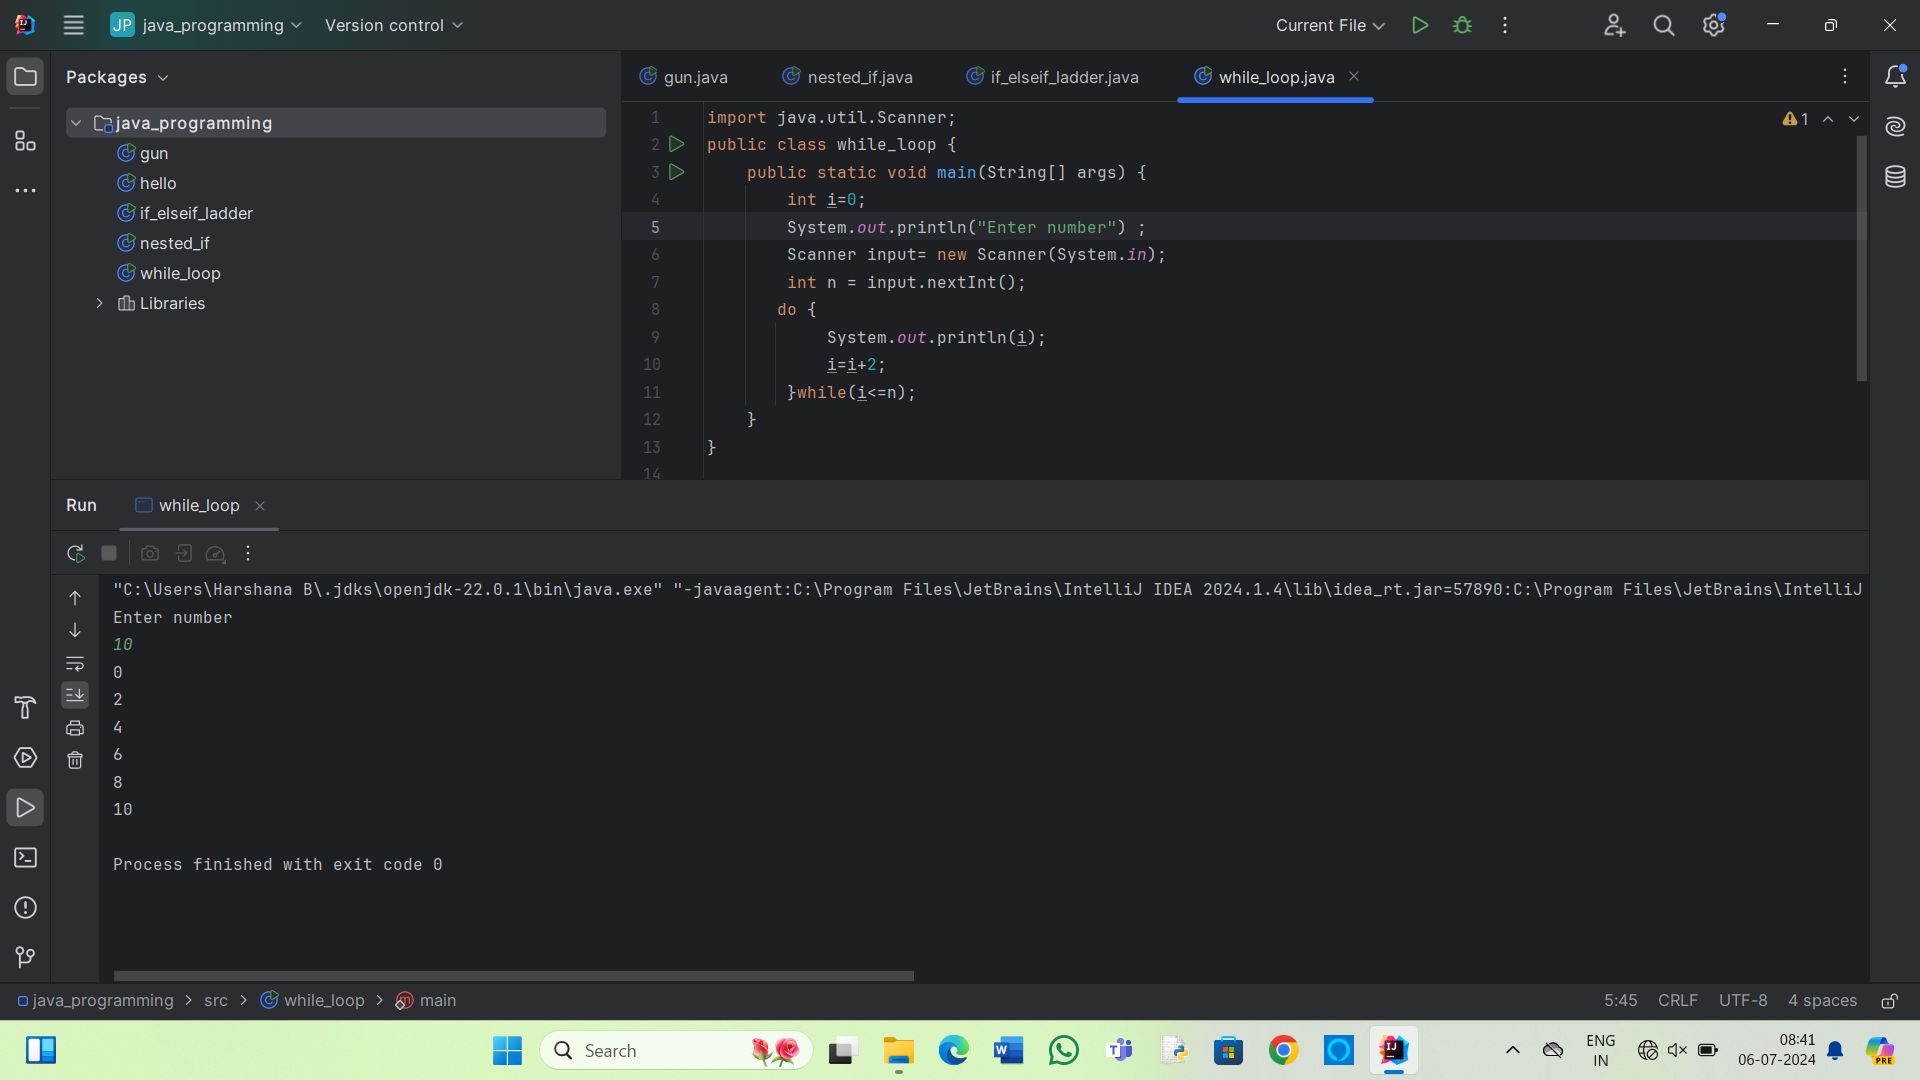 JP java_programming Version control Current File
Packages
java_programming
gun
hello
if_elseif_ladder
nested_if
while_loop
Libraries
gun.java nested_if.java if_elseif_ladder.java while_loop.java
1 import java.util.Scanner;
2 public class while_loop {
3 public static void main(String[] args) {
4 int i=0;
5 System.out.println("Enter number") ;
6 Scanner input= new Scanner(System.in);
7 int n = input.nextInt();
8 do {
9 System.out.println(i);
10 i=i+2;
11 }while(i<=n);
12 }
13 }
14
1
Run while_loop
"C:\Users\Harshana B\.jdks\openjdk-22.0.1\bin\java.exe" "-javaagent:C:\Program Files\JetBrains\IntelliJ IDEA 2024.1.4\lib\idea_rt.jar=57890:C:\Program Files\JetBrains\IntelliJ
Enter number
10
0
2
4
6
8
10
Process finished with exit code 0
java_programming > src > while_loop > main 5:45 CRLF UTF-8 4 spaces
Search
ENG
IN
08:41
06-07-2024
PRE